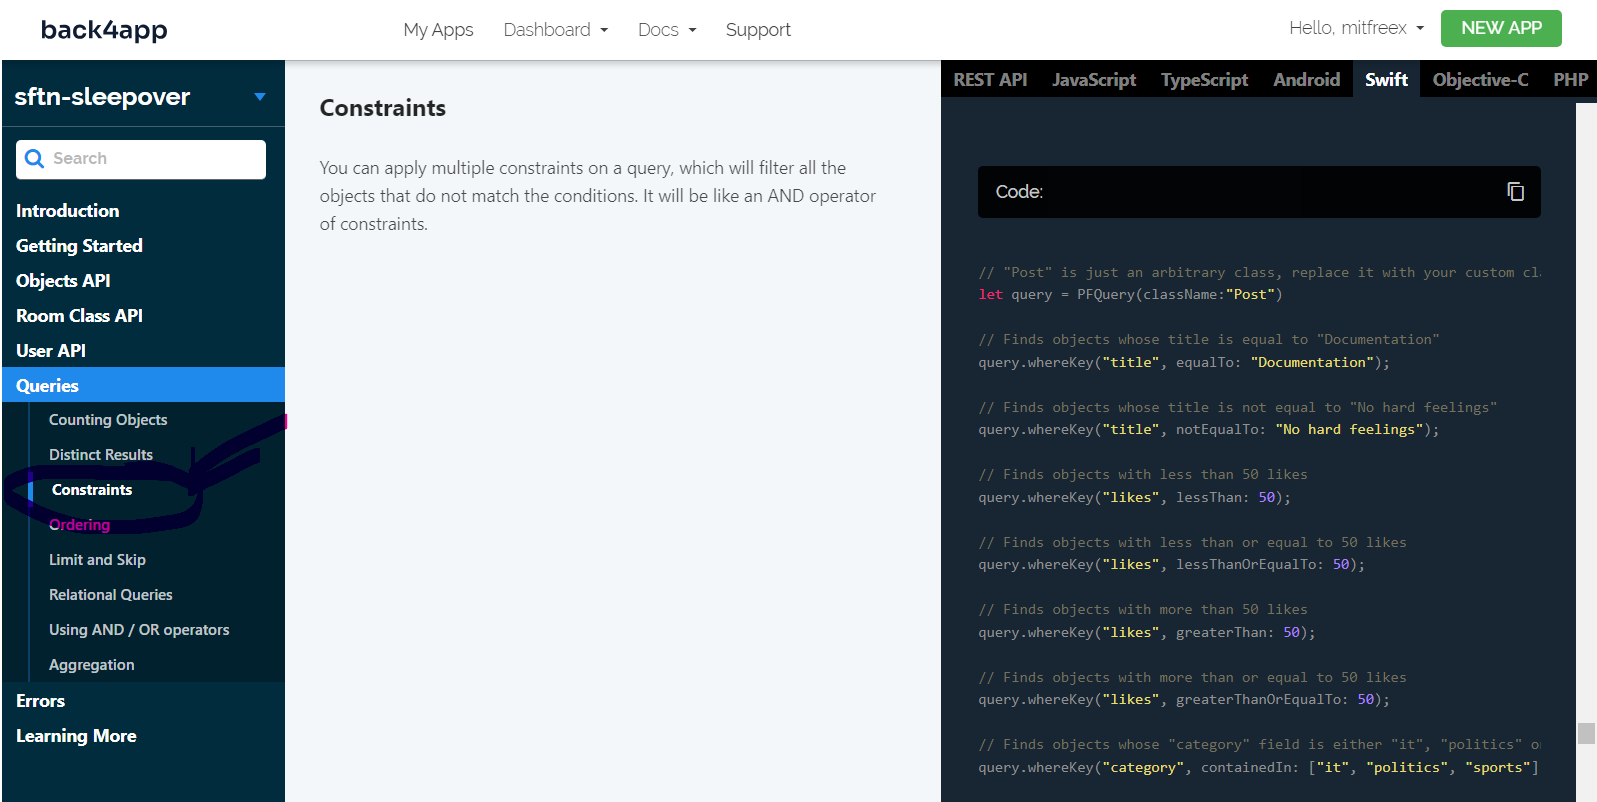 back4app
My Apps
Dashboard
Docs
Support
Hello, mitfreex
NEW APP
sftn-sleepover
Search
Introduction
Getting Started
Objects API
Room Class API
User API
Queries
Counting Objects
Distinct Results
Constraints
Ordering
Limit and Skip
Relational Queries
Using AND / OR operators
Aggregation
Errors
Learning More
Constraints
You can apply multiple constraints on a query, which will filter all the
objects that do not match the conditions. It will be like an AND operator
of constraints.
REST API
JavaScript
TypeScript
Android
Swift
Objective-C
PHP
Code:
// "Post" is just an arbitrary class, replace it with your custom cl
let query = PFQuery(className:"Post")
// Finds objects whose title is equal to "Documentation"
query.whereKey("title", equalTo: "Documentation");
// Finds objects whose title is not equal to "No hard feelings"
query.whereKey("title", notEqualTo: "No hard feelings");
// Finds objects with less than 50 likes
query.whereKey("likes", lessThan: 50);
// Finds objects with less than or equal to 50 likes
query.whereKey("likes", lessThanOrEqualTo: 50);
// Finds objects with more than 50 likes
query.whereKey("likes", greaterThan: 50);
// Finds objects with more than or equal to 50 likes
query.whereKey("likes", greaterThanOrEqualTo: 50);
// Finds objects whose "category" field is either "it", "politics" o
query.whereKey("category", containedIn: ["it", "politics", "sports"]